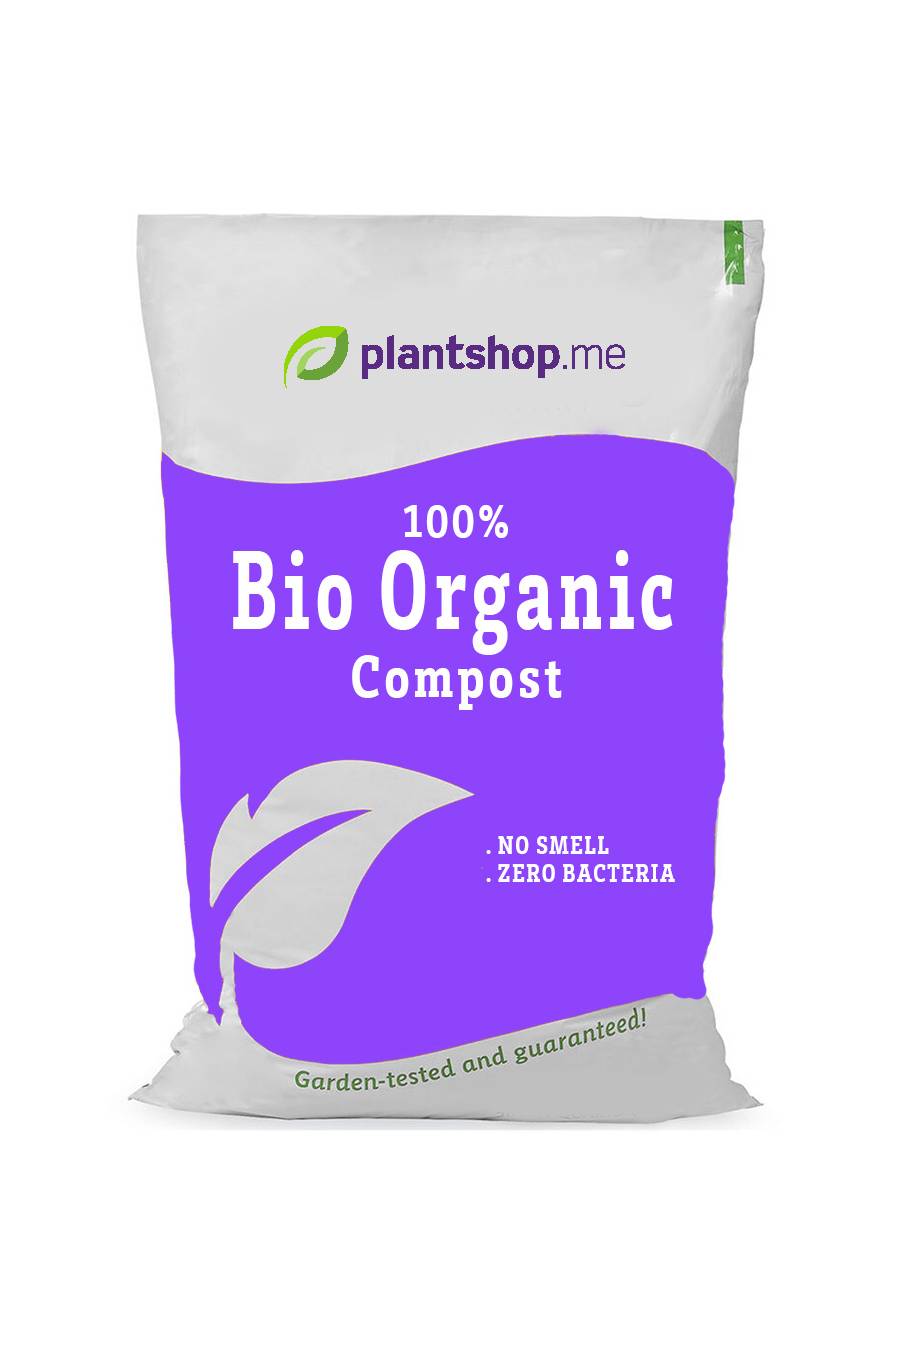 plantshop.me
100%
Bio Organic
Compost
. NO SMELL
. ZERO BACTERIA
Garden-tested and guaranteed!